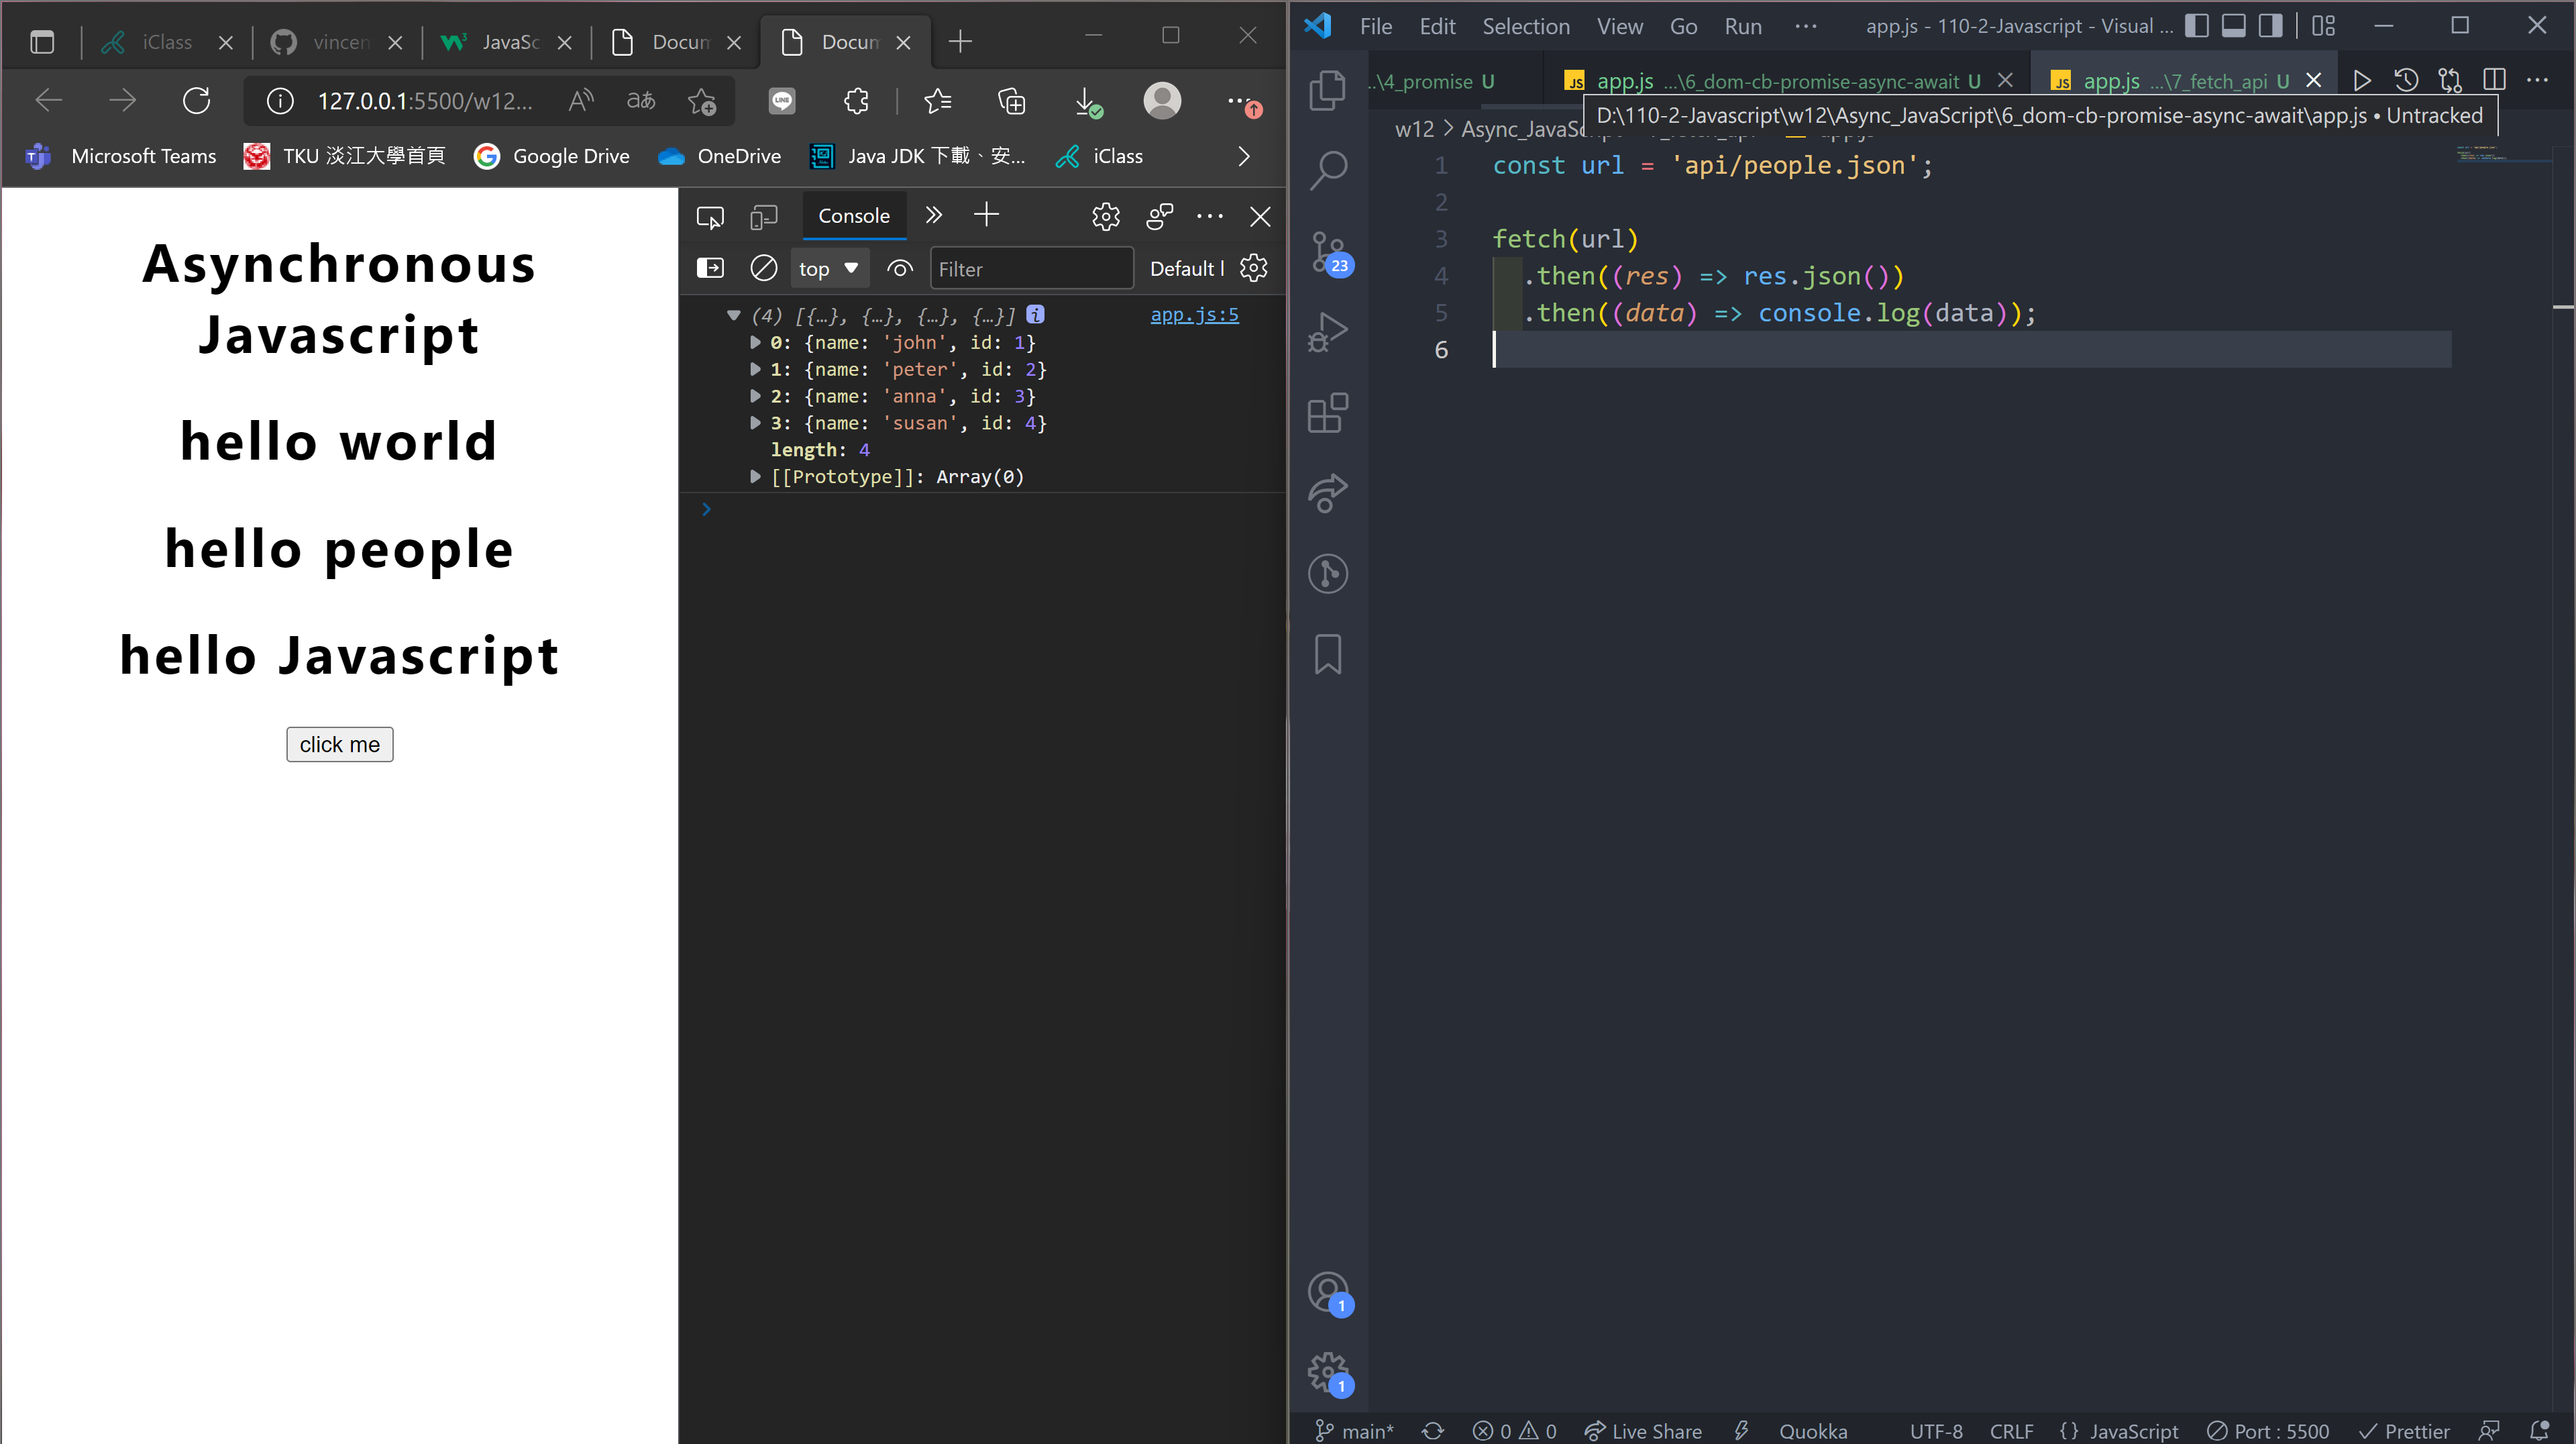 iClass
vincen
JavaSc
Docum
Docum
127.0.0.1:5500/w12...
Microsoft Teams
TKU 淡江大學首頁
Google Drive
OneDrive
Java JDK 下載、安...
iClass
Asynchronous
Javascript
hello world
hello people
hello Javascript
click me
Console
top
Filter
Default l
(4) [{…}, {…}, {…}, {…}]
app.js:5
0: {name: 'john', id: 1}
1: {name: 'peter', id: 2}
2: {name: 'anna', id: 3}
3: {name: 'susan', id: 4}
length: 4
[[Prototype]]: Array(0)
File Edit Selection View Go Run ··· app.js - 110-2-Javascript - Visual ...
..\4_promise U
JS app.js ...\6_dom-cb-promise-async-await U
JS app.js ...\7_fetch_api U
D:\110-2-Javascript\w12\Async_JavaScript\6_dom-cb-promise-async-await\app.js • Untracked
w12 > Async_JavaSc
1 const url = 'api/people.json';
2
3 fetch(url)
4 .then((res) => res.json())
5 .then((data) => console.log(data));
6
23
1
1
main* 0 0 Live Share Quokka UTF-8 CRLF {} JavaScript Port : 5500 Prettier